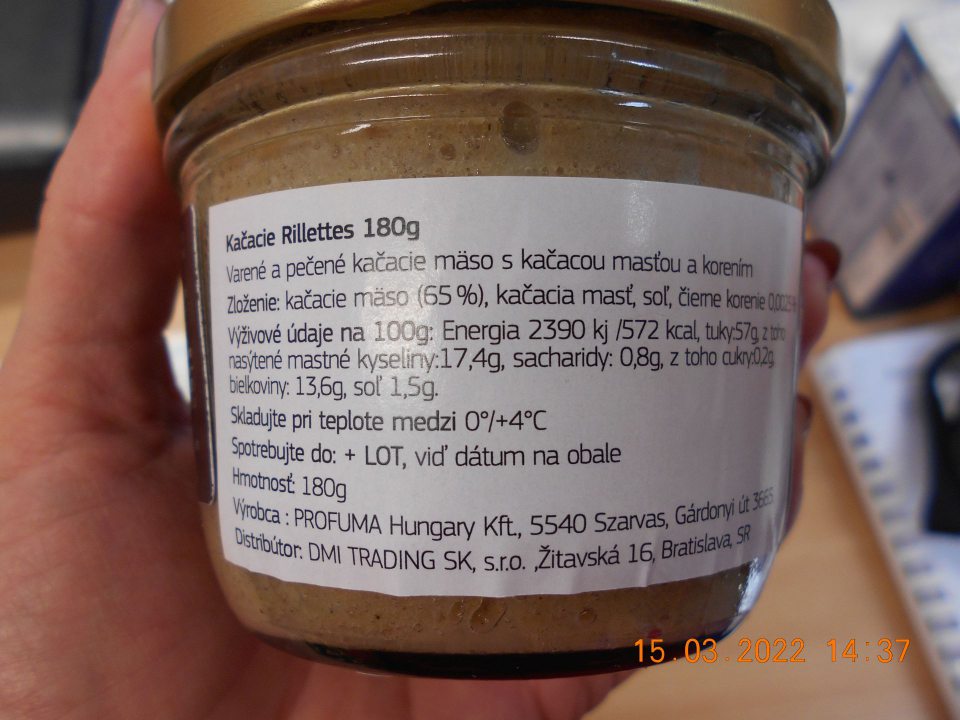 Kačacie Rillettes 180g
Varené a pečené kačacie mäso s kačacou masťou a korením
Zloženie: kačacie mäso (65 %), kačacia masť, soľ, čierne korenie 0,0025%
Výživové údaje na 100g: Energia 2390 kj /572 kcal, tuky:57g, z toho
nasýtené mastné kyseliny:17,4g, sacharidy: 0,8g, z toho cukry:0,2g,
bielkoviny: 13,6g, soľ 1,5g.
Skladujte pri teplote medzi 0°/+4°C
Spotrebujte do: + LOT, viď dátum na obale
Hmotnosť: 180g
Výrobca : PROFUMA Hungary Kft., 5540 Szarvas, Gárdonyi út
Distribútor: DMI TRADING SK, s.r.o. ,Žitavská 16, Bratislava, SR
15.03.2022 14:37